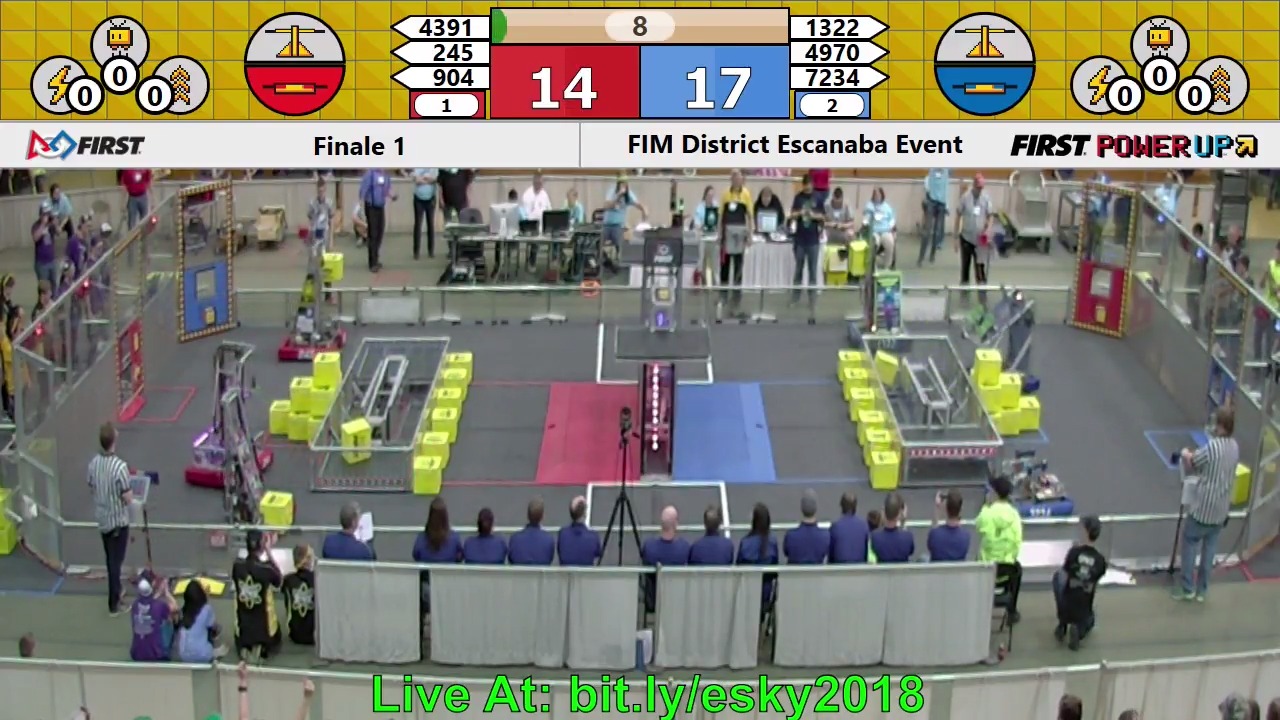 4391
245
904
1
0
0
0
8
14
17
1322
4970
7234
2
0
0
0
FIRST
Finale 1
FIM District Escanaba Event
FIRST POWER UP
FIRST
Live At: bit.ly/esky2018